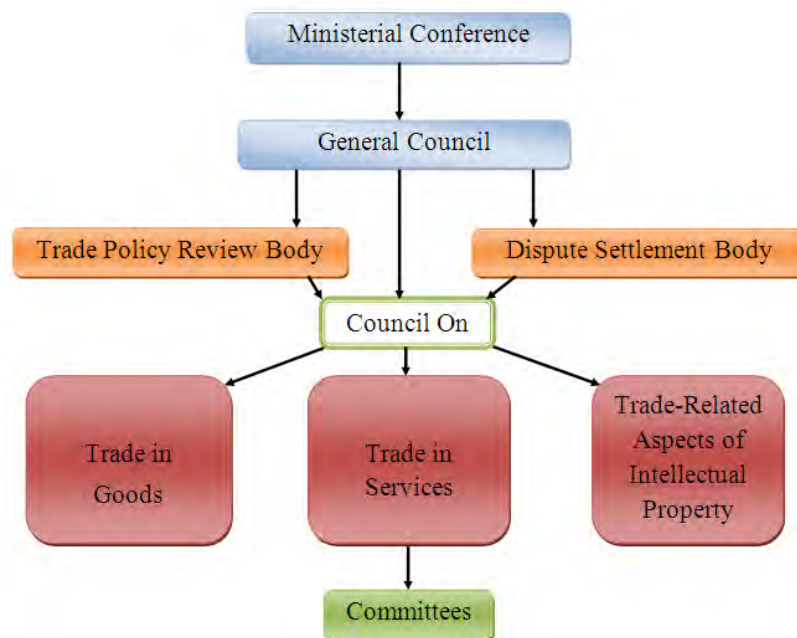 Ministerial Conference
General Council
Trade Policy Review Body
Dispute Settlement Body
Council On
Trade in
Goods
Trade in
Services
Trade-Related
Aspects of
Intellectual
Property
Committees